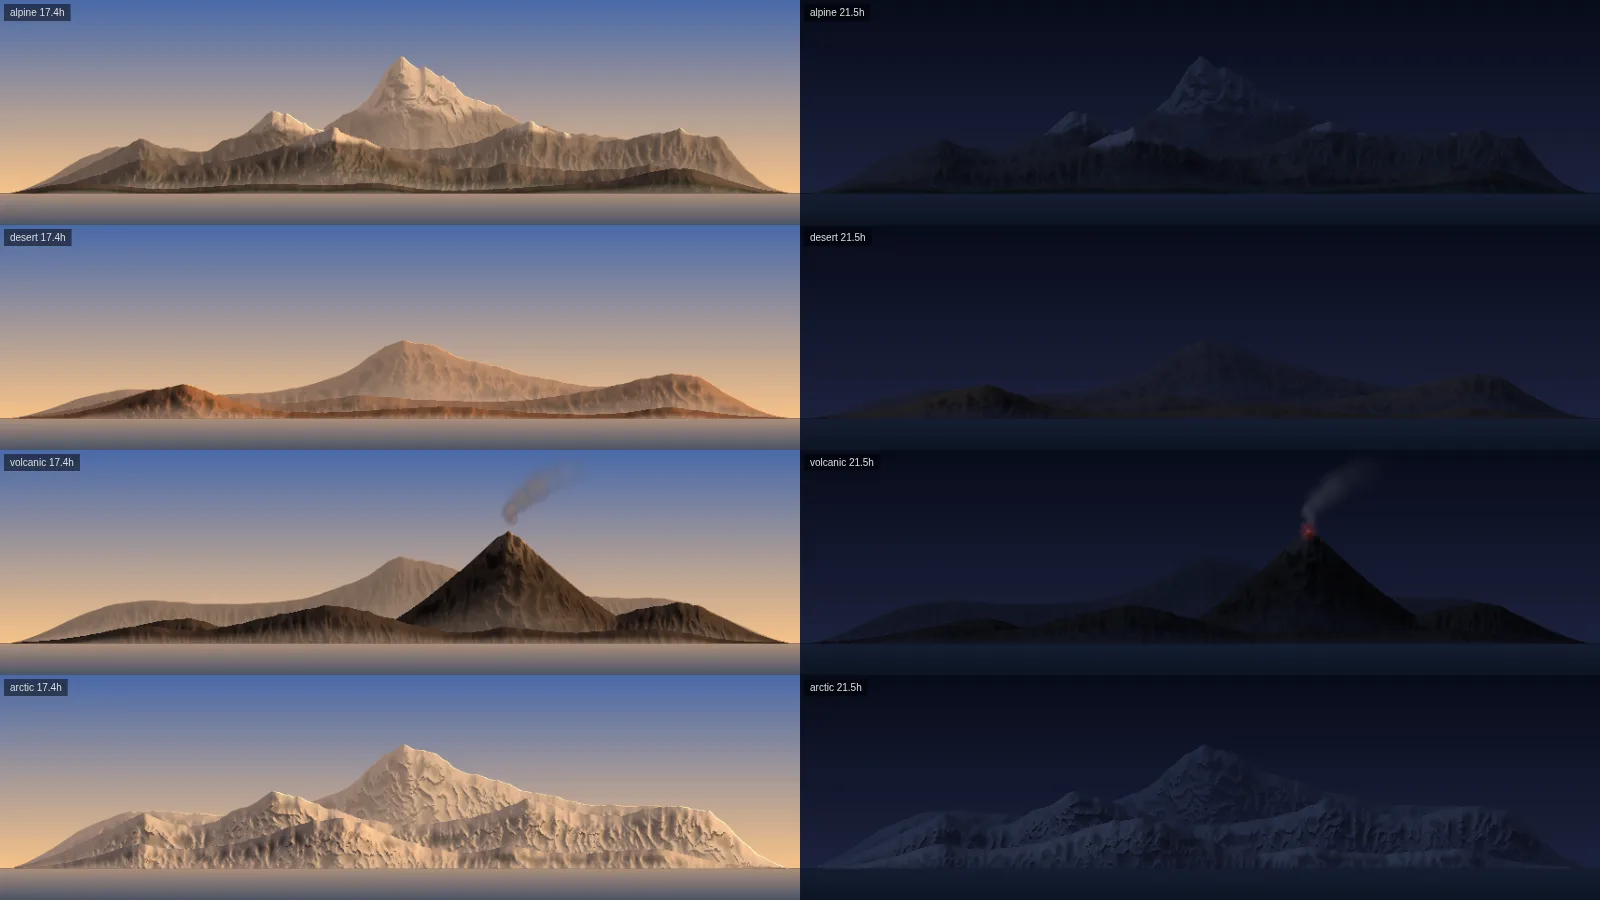 alpine 17.4h
alpine 21.5h
desert 17.4h
desert 21.5h
volcanic 17.4h
volcanic 21.5h
arctic 17.4h
arctic 21.5h